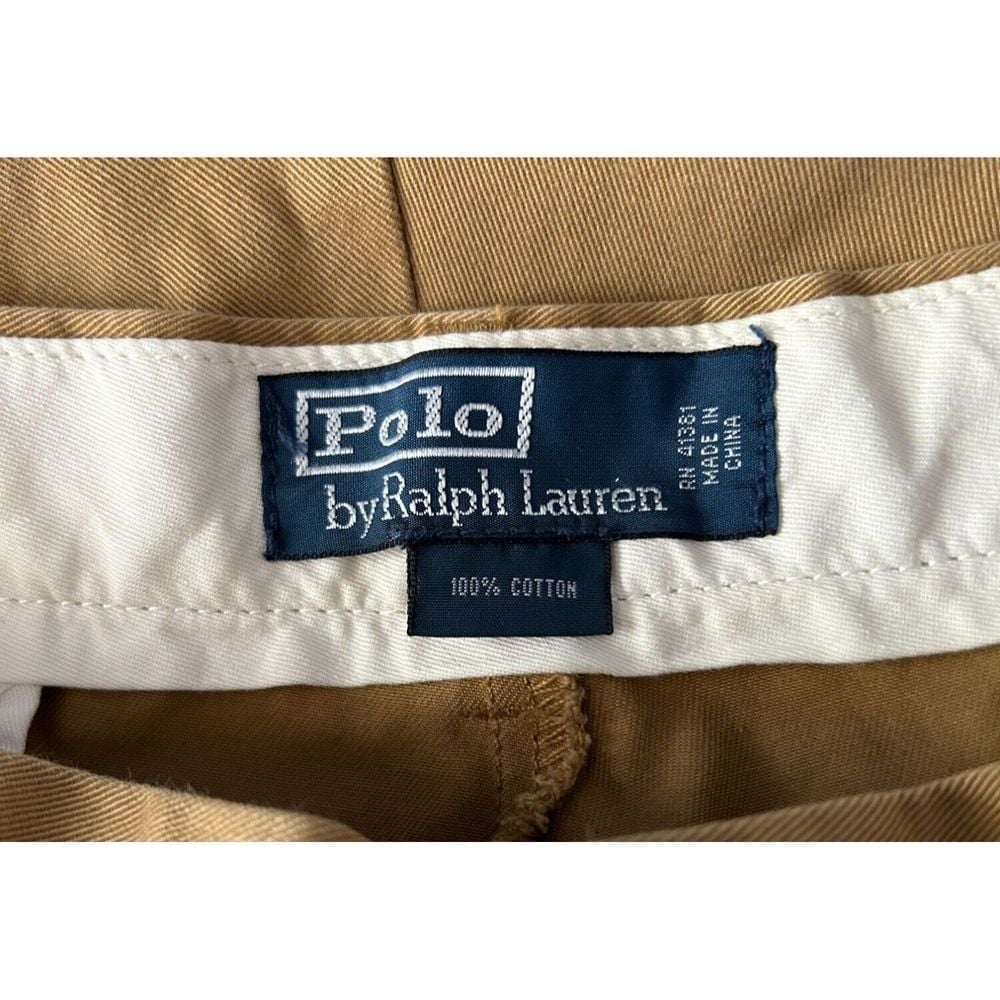 Polo
by Ralph Lauren
RN 41381
MADE IN
CHINA
100% COTTON